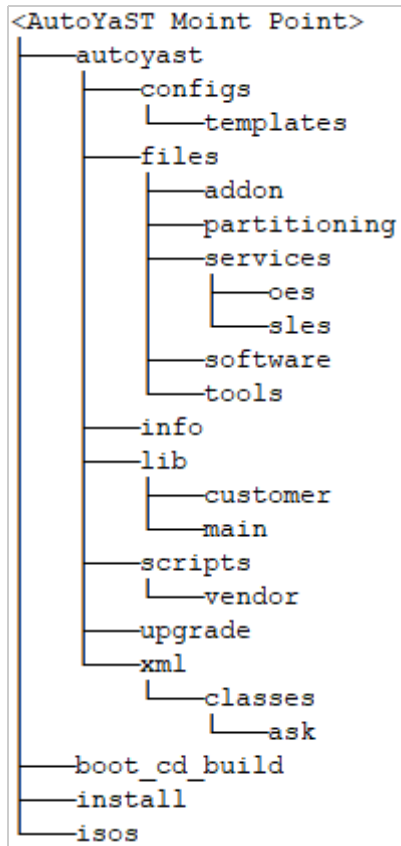 <AutoYaST Moint Point>
autoyast
configs
templates
files
addon
partitioning
services
oes
sles
software
tools
info
lib
customer
main
scripts
vendor
upgrade
xml
classes
ask
boot_cd_build
install
isos